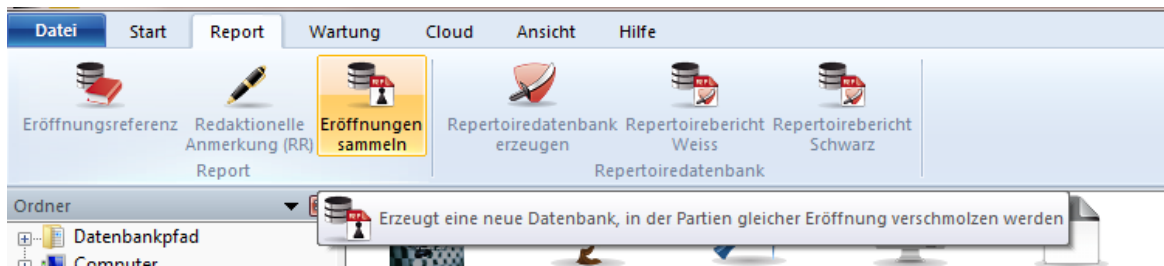 Datei Start Report Wartung Cloud Ansicht Hilfe
Eröffnungsreferenz Redaktionelle Eröffnungen Repertoiredatenbank Repertoirebericht Repertoirebericht
Anmerkung (RR) sammeln erzeugen Weiss Schwarz
Report Repertoiredatenbank
Ordner
Erzeugt eine neue Datenbank, in der Partien gleicher Eröffnung verschmolzen werden
Datenbankpfad
Computer